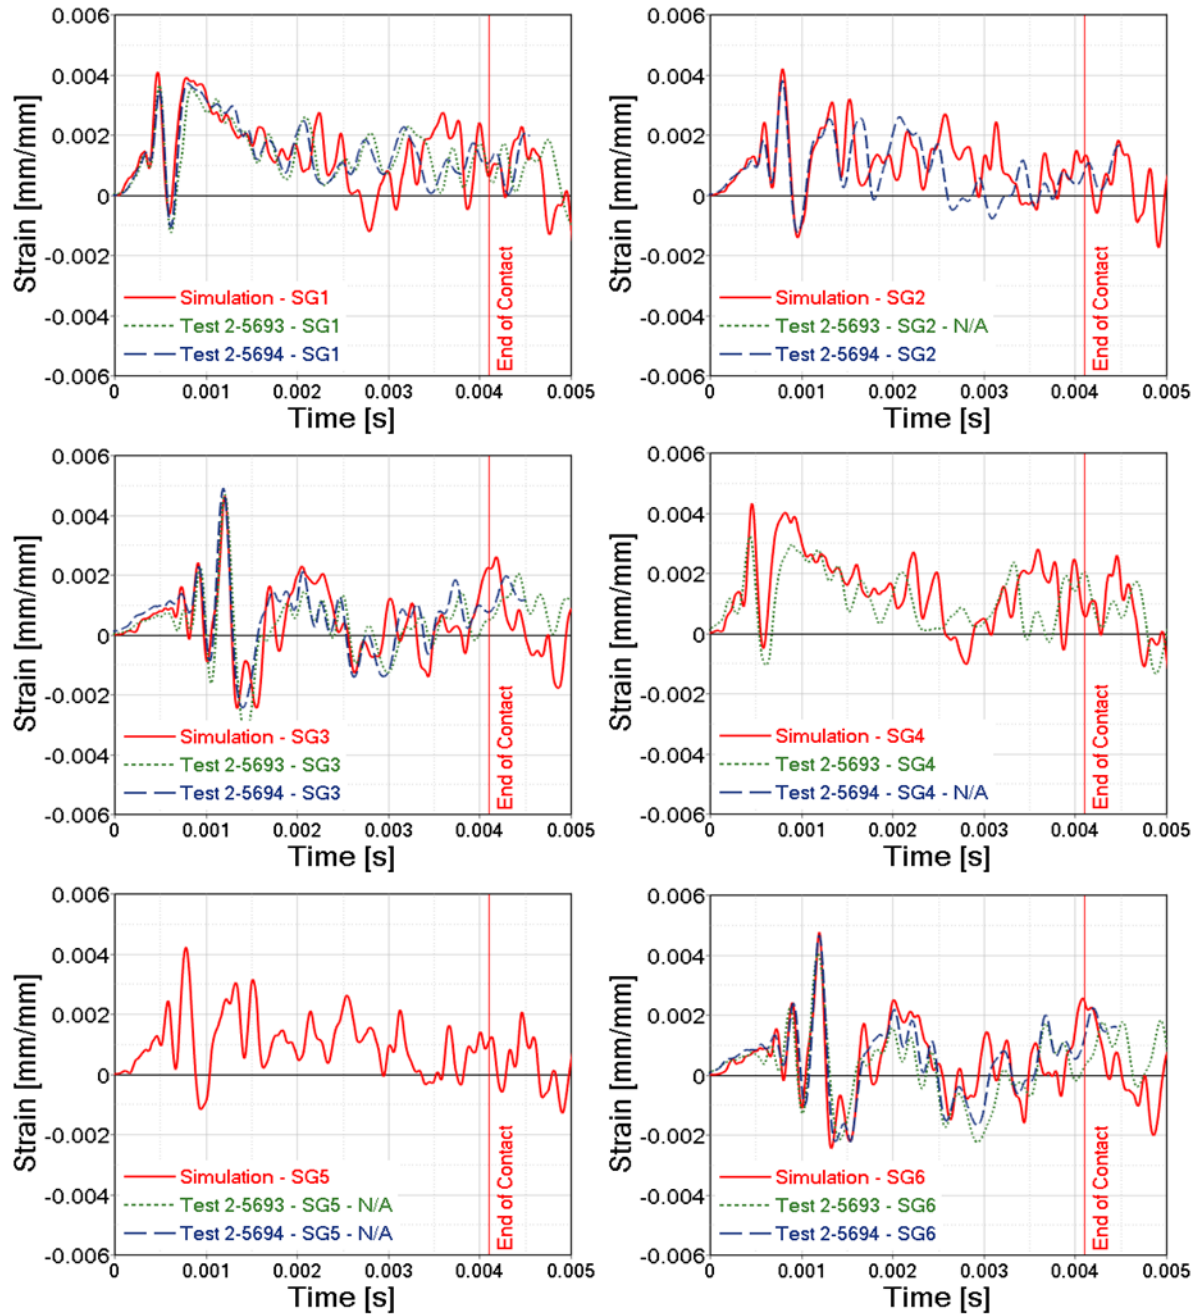 0.006
0.004
0.002
0
-0.002
-0.004
-0.006
Strain [mm/mm]
Simulation - SG1
Test 2-5693 - SG1
Test 2-5694 - SG1
End of Contact
0 0.001 0.002 0.003 0.004 0.005
Time [s]
0.006
0.004
0.002
0
-0.002
-0.004
-0.006
Strain [mm/mm]
Simulation - SG2
Test 2-5693 - SG2 - N/A
Test 2-5694 - SG2
End of Contact
0 0.001 0.002 0.003 0.004 0.005
Time [s]
0.006
0.004
0.002
0
-0.002
-0.004
-0.006
Strain [mm/mm]
Simulation - SG3
Test 2-5693 - SG3
Test 2-5694 - SG3
End of Contact
0 0.001 0.002 0.003 0.004 0.005
Time [s]
0.006
0.004
0.002
0
-0.002
-0.004
-0.006
Strain [mm/mm]
Simulation - SG4
Test 2-5693 - SG4
Test 2-5694 - SG4 - N/A
End of Contact
0 0.001 0.002 0.003 0.004 0.005
Time [s]
0.006
0.004
0.002
0
-0.002
-0.004
-0.006
Strain [mm/mm]
Simulation - SG5
Test 2-5693 - SG5 - N/A
Test 2-5694 - SG5 - N/A
End of Contact
0 0.001 0.002 0.003 0.004 0.005
Time [s]
0.006
0.004
0.002
0
-0.002
-0.004
-0.006
Strain [mm/mm]
Simulation - SG6
Test 2-5693 - SG6
Test 2-5694 - SG6
End of Contact
0 0.001 0.002 0.003 0.004 0.005
Time [s]